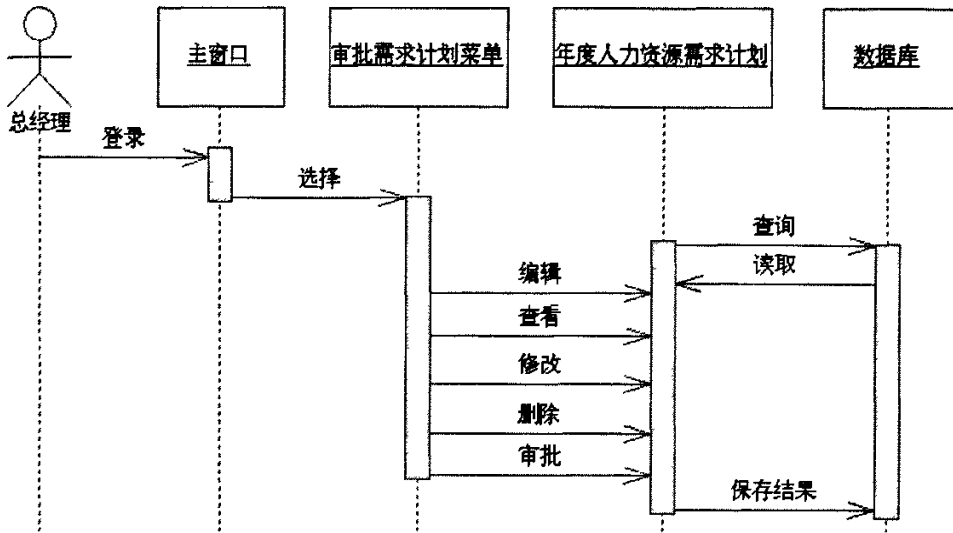 主窗口
审批需求计划菜单
年度人力资源需求计划
数据库
总经理
登录
选择
查询
读取
编辑
查看
修改
删除
审批
保存结果